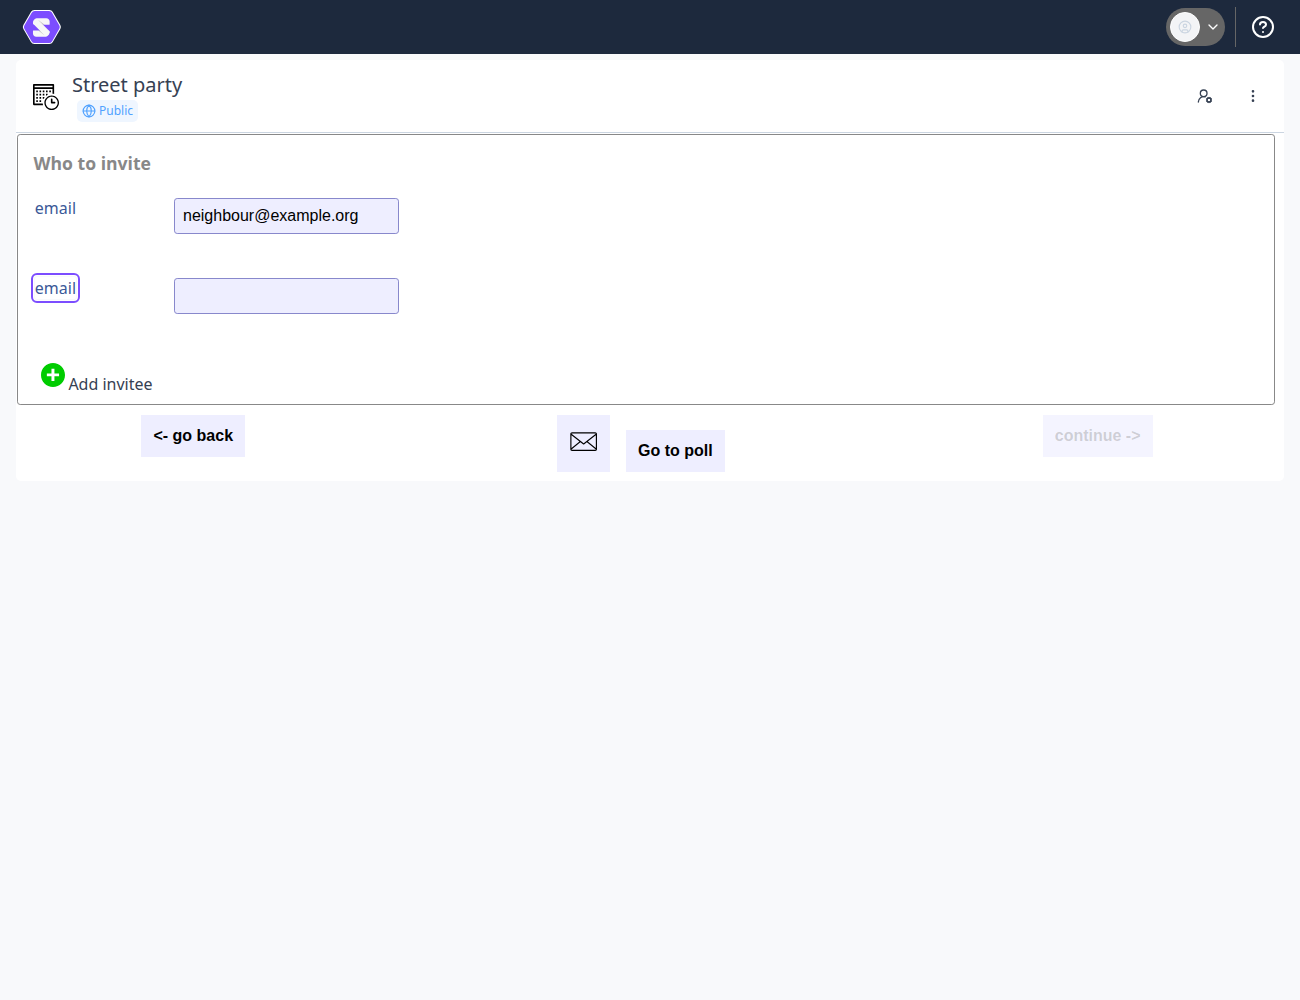 Street party
Public
Who to invite
email
neighbour@example.org
email
Add invitee
<- go back
Go to poll
continue ->